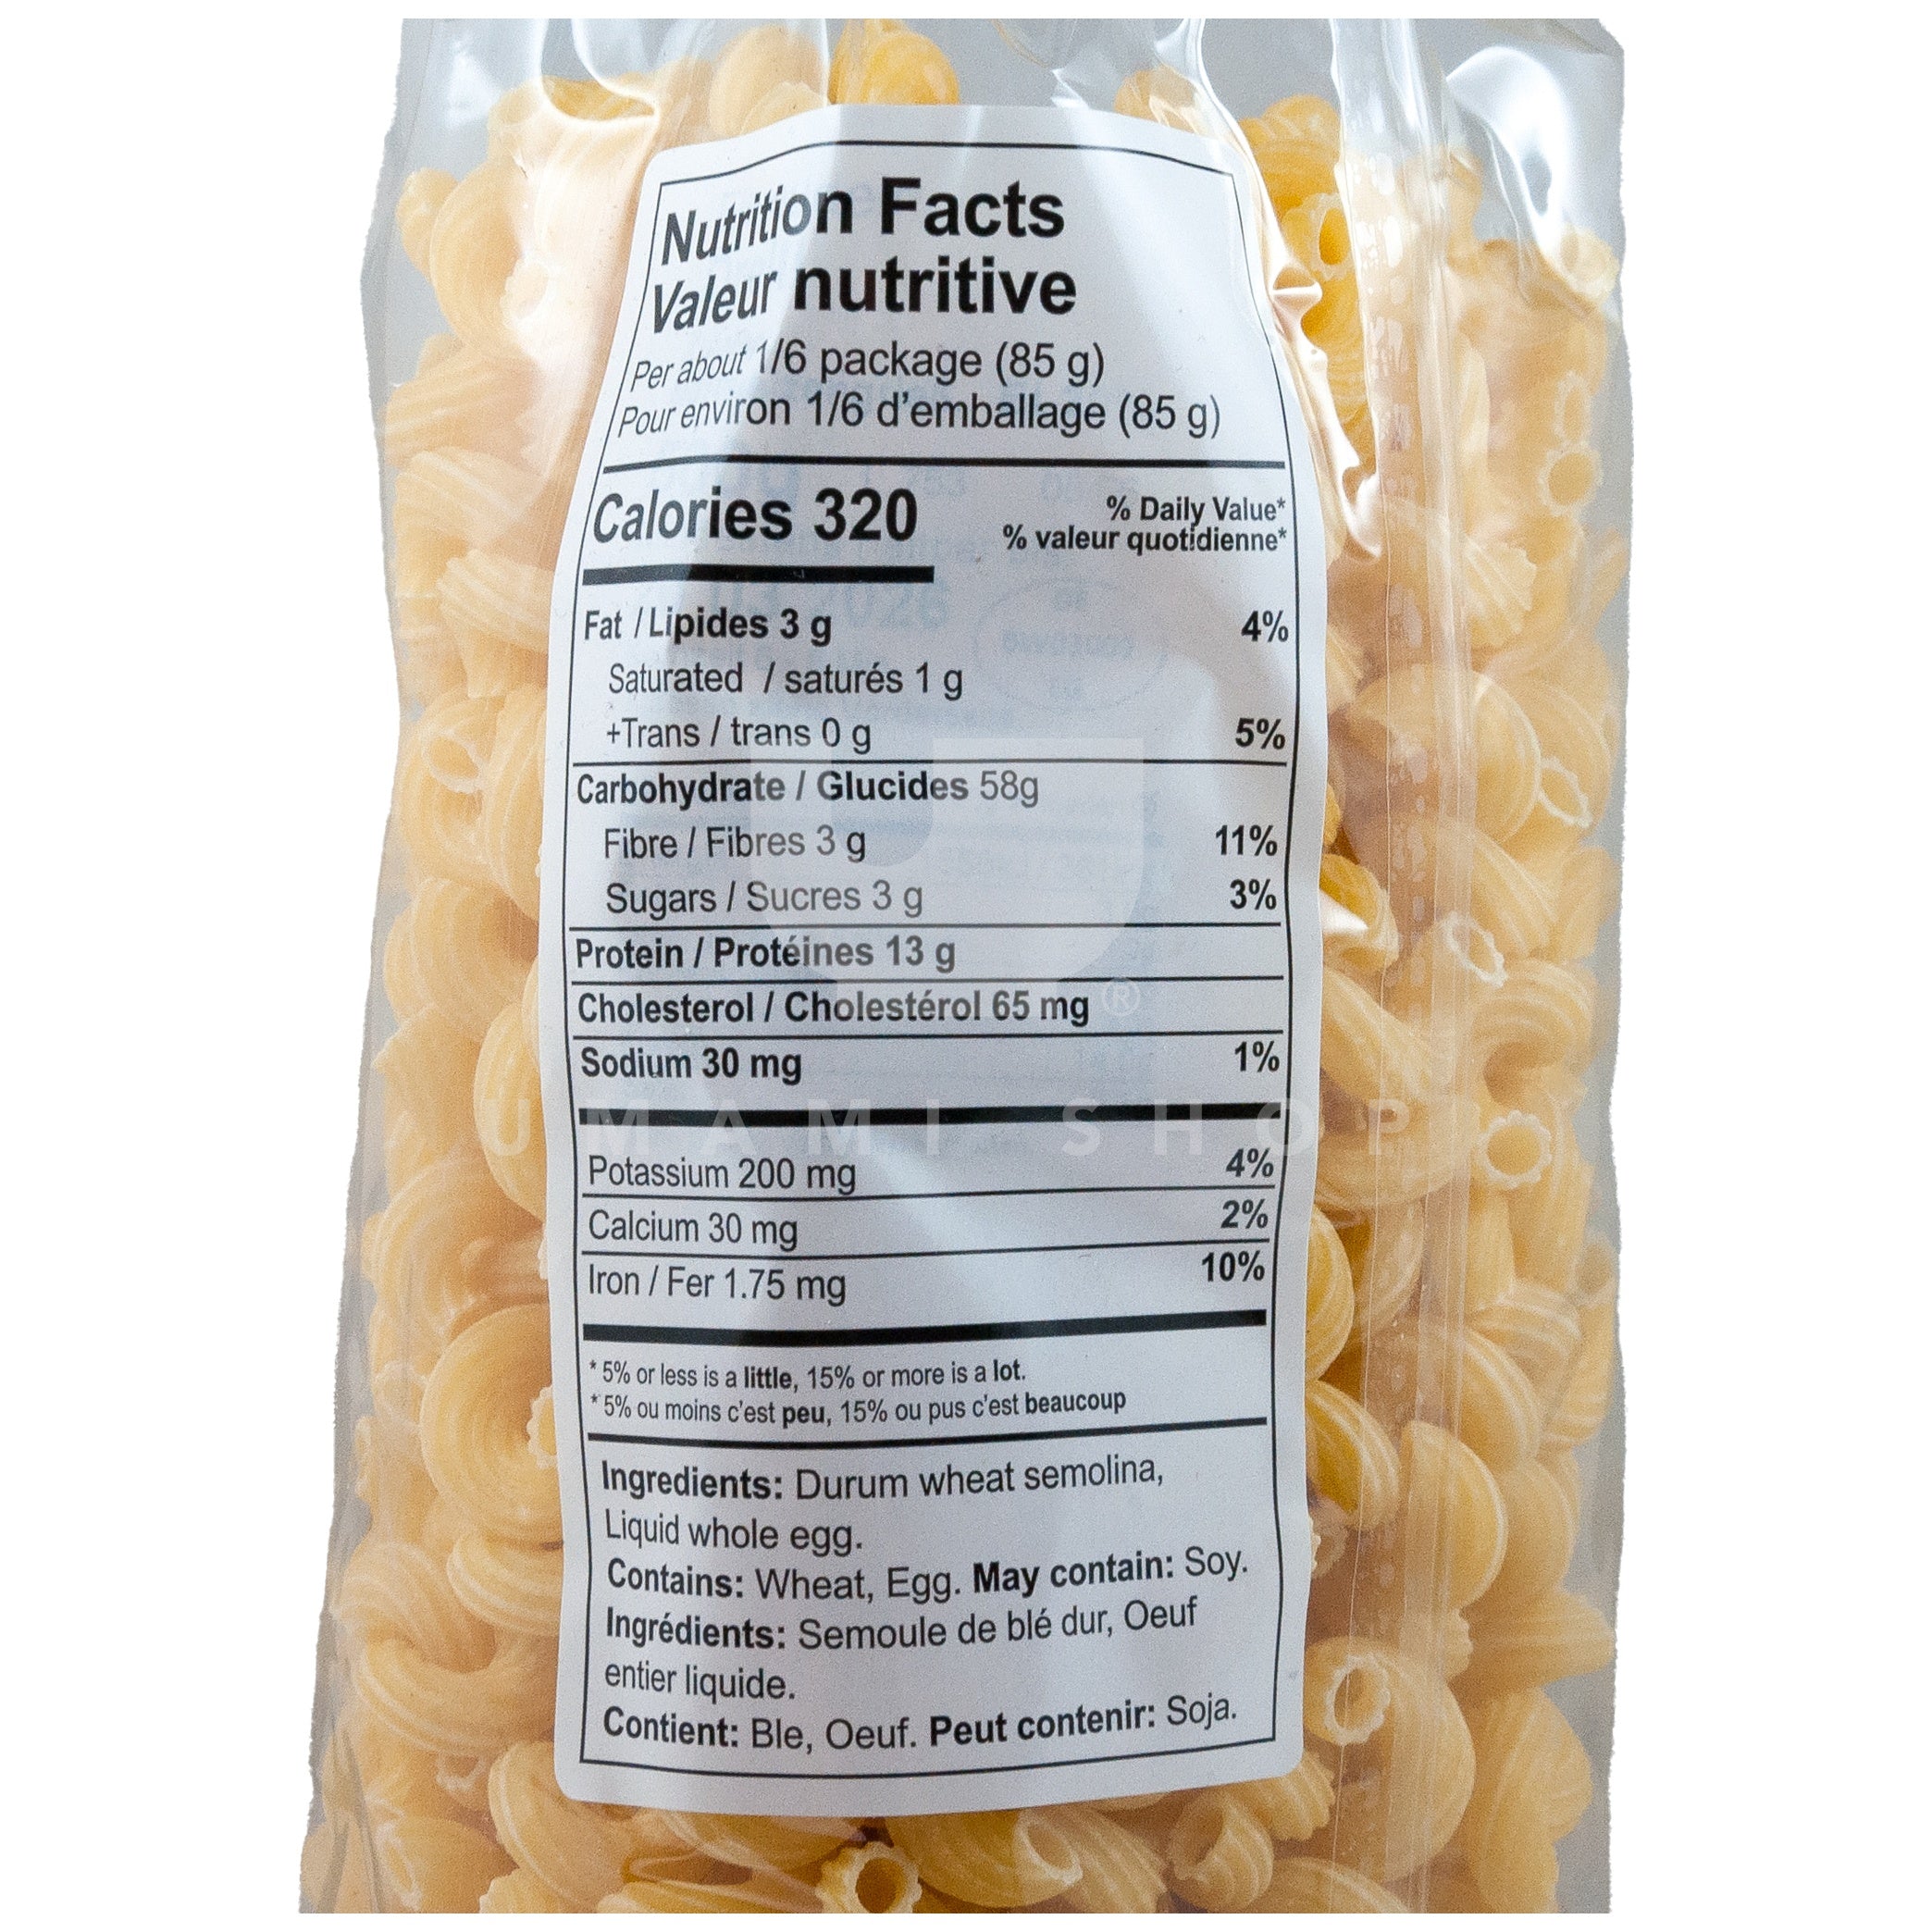 Nutrition Facts
Valeur nutritive
Per about 1/6 package (85 g)
Pour environ 1/6 d'emballage (85 g)
Calories 320
% Daily Value*
% valeur quotidienne*
Fat / Lipides 3 g 4%
Saturated / saturés 1 g
+Trans / trans 0 g 5%
Carbohydrate / Glucides 58g
Fibre / Fibres 3 g 11%
Sugars / Sucres 3 g 3%
Protein / Protéines 13 g
Cholesterol / Cholestérol 65 mg
®
Sodium 30 mg 1%
UMAMI SHOP
Potassium 200 mg 4%
Calcium 30 mg 2%
Iron / Fer 1.75 mg 10%
* 5% or less is a little, 15% or more is a lot.
* 5% ou moins c'est peu, 15% ou pus c'est beaucoup
Ingredients: Durum wheat semolina,
Liquid whole egg.
Contains: Wheat, Egg. May contain: Soy.
Ingrédients: Semoule de blé dur, Oeuf
entier liquide.
Contient: Ble, Oeuf. Peut contenir: Soja.